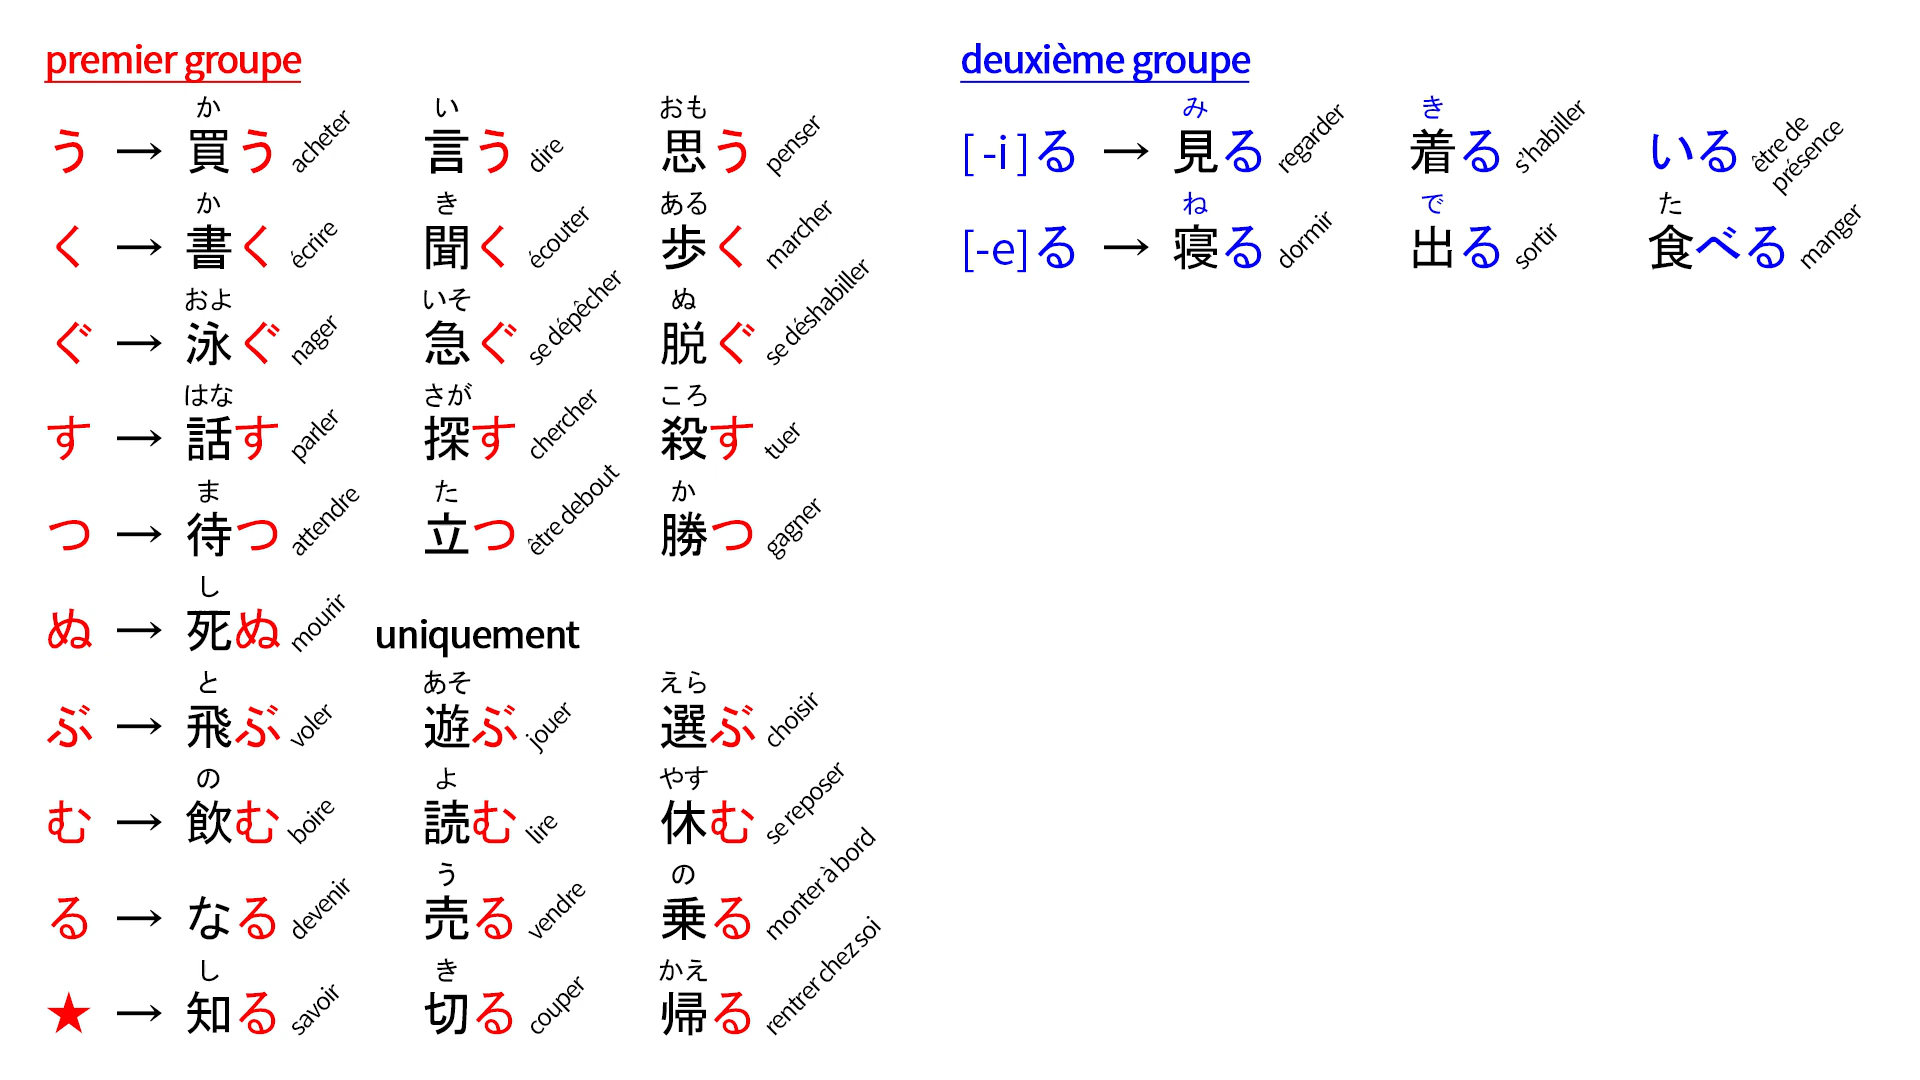 premier groupe
か い おも
う → 買う acheter 言う dire 思う penser
か き ある
く → 書く écrire 聞く écouter 歩く marcher
およ いそ ぬ
ぐ → 泳ぐ nager 急ぐ se dépêcher 脱ぐ se déshabiller
はな さが ころ
す → 話す parler 探す chercher 殺す tuer
ま た か
つ → 待つ attendre 立つ être debout 勝つ gagner
し
ぬ → 死ぬ mourir uniquement
と あそ えら
ぶ → 飛ぶ voler 遊ぶ jouer 選ぶ choisir
の よ やす
む → 飲む boire 読む lire 休む se reposer
う の
る → なる devenir 売る vendre 乗る monter à bord
し き かえ
★ → 知る savoir 切る couper 帰る rentrer chez soi
deuxième groupe
み き
[ -i ]る → 見る regarder 着る s'habiller いる être de présence
ね で た
[-e]る → 寝る dormir 出る sortir 食べる manger